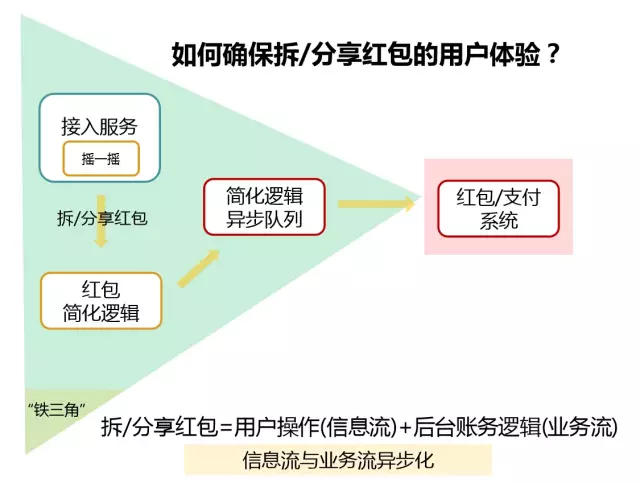 如何确保拆/分享红包的用户体验？
接入服务
摇一摇
拆/分享红包
红包
简化逻辑
简化逻辑
异步队列
红包/支付
系统
“铁三角”
拆/分享红包=用户操作(信息流)+后台账务逻辑(业务流)
信息流与业务流异步化